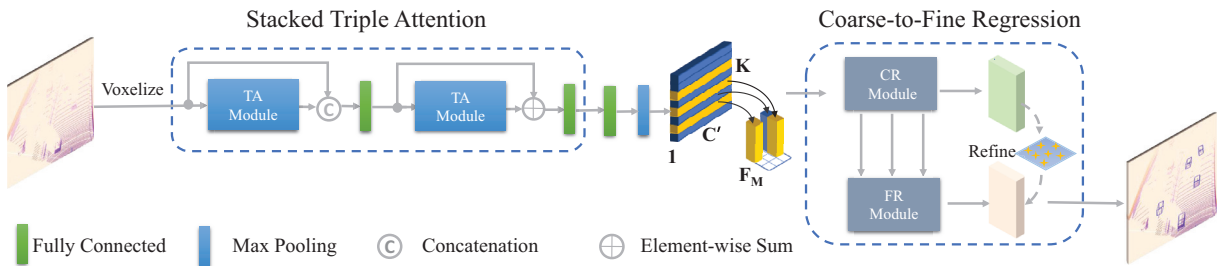 Stacked Triple Attention
Coarse-to-Fine Regression
Voxelize
TA
Module
C
TA
Module
K
C′
1
F_M
CR
Module
Refine
FR
Module
Fully Connected
Max Pooling
C
Concatenation
Element-wise Sum